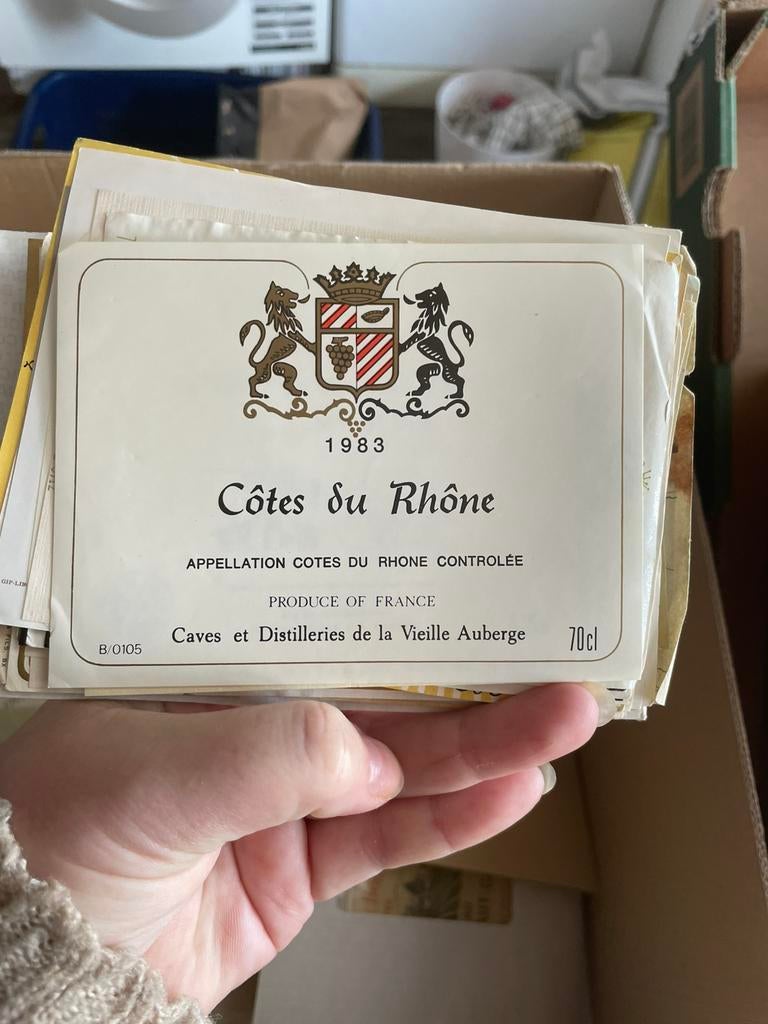 1983
Côtes du Rhône
APPELLATION COTES DU RHONE CONTROLÉE
PRODUCE OF FRANCE
Caves et Distilleries de la Vieille Auberge
B/0105
70cl